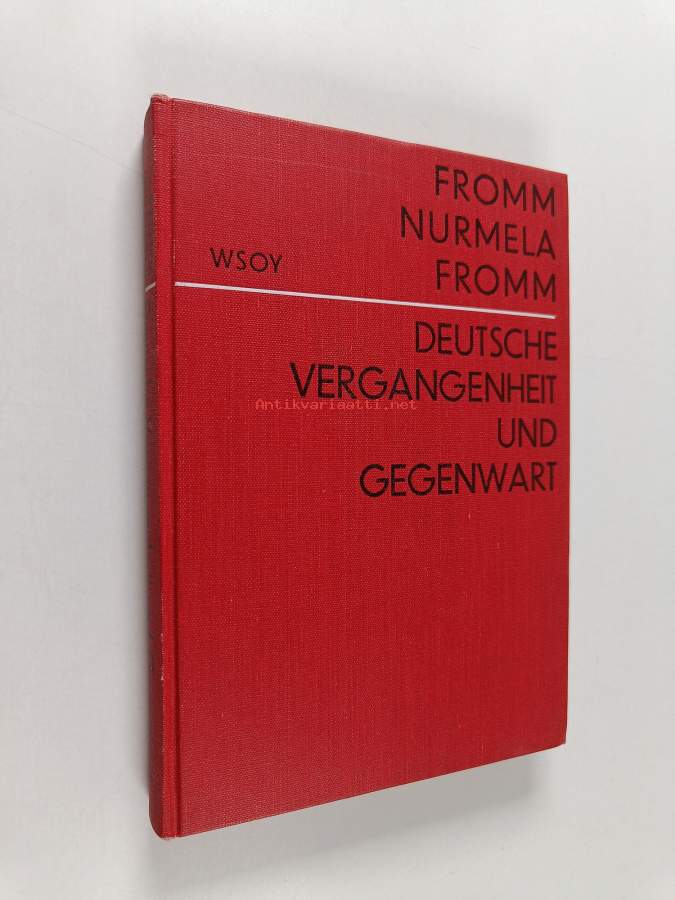 FROMM
NURMELA
FROMM
WSOY
DEUTSCHE
VERGANGENHEIT
UND
GEGENWART
Antikvariaatti.net